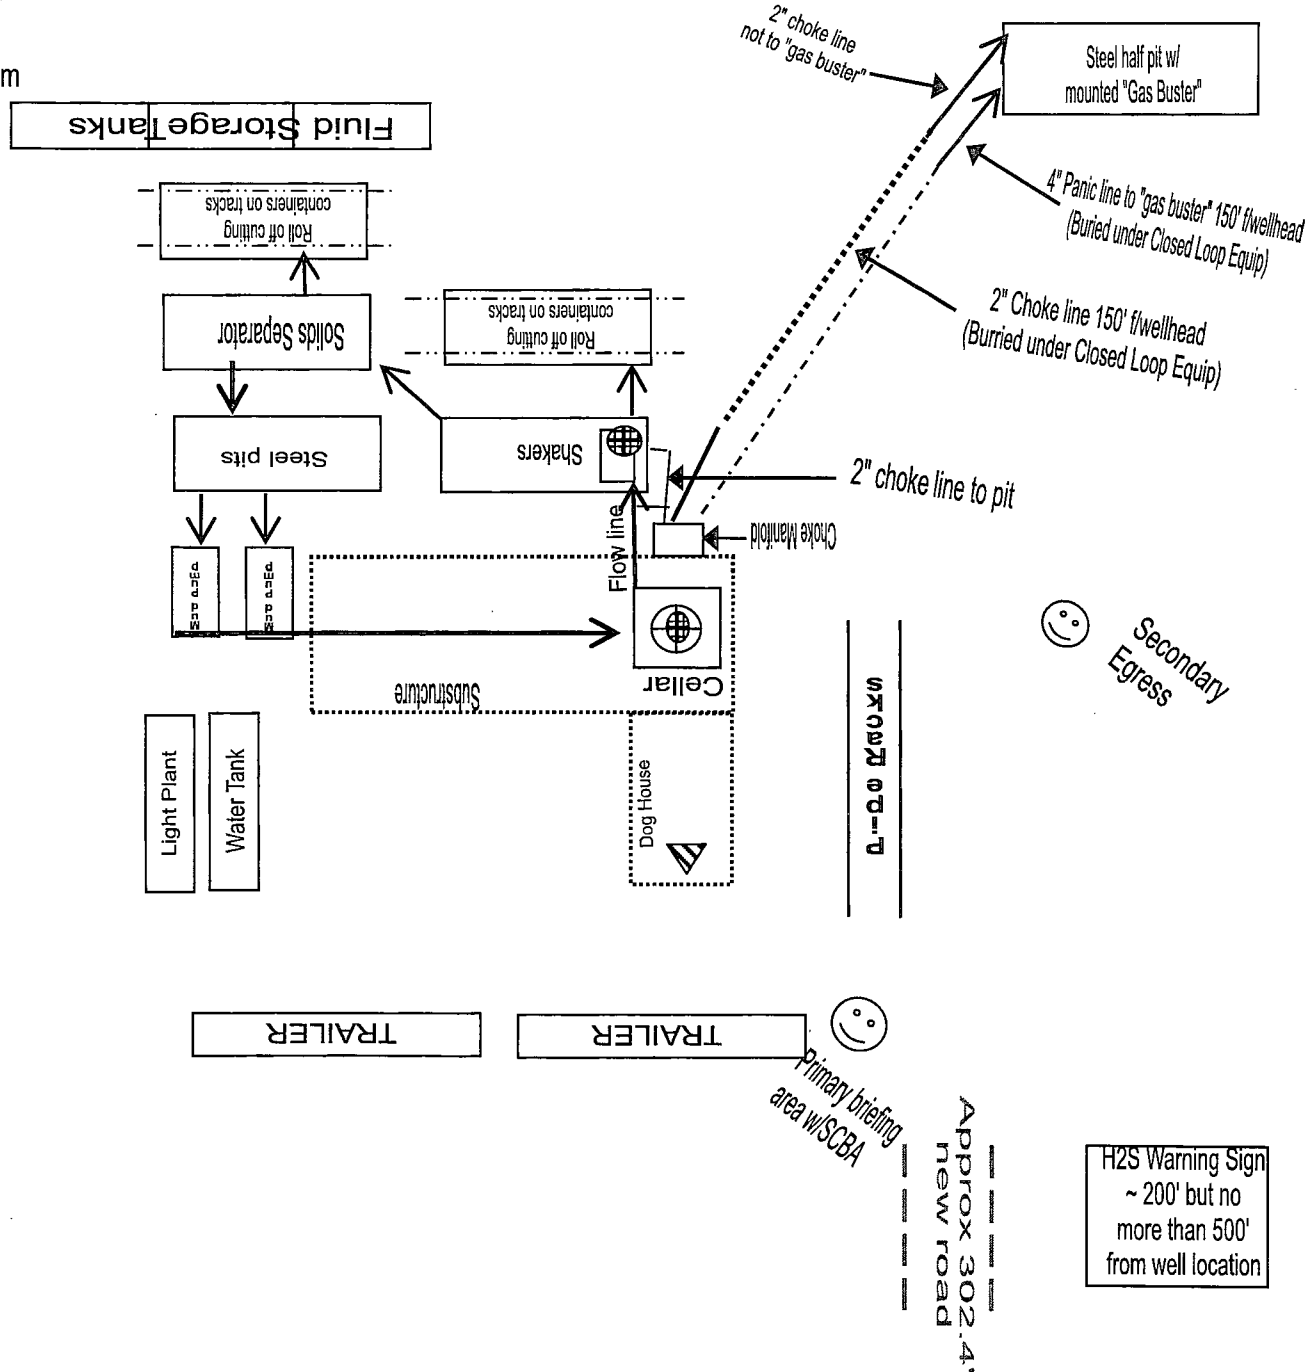 m
2" choke line
not to "gas buster"
Steel half pit w/
mounted "Gas Buster"
Fluid StorageTanks
4" Panic line to "gas buster" 150' f/wellhead
(Buried under Closed Loop Equip)
Roll off cutting
containers on tracks
2" Choke line 150' f/wellhead
(Burried under Closed Loop Equip)
Solids Separator
Roll off cutting
containers on tracks
Steel pits
Shakers
2" choke line to pit
Flow line
Choke Manifold
Mud pump
Mud pump
Secondary
Egress
Substructure
Cellar
Pipe Racks
Light Plant
Water Tank
Dog House
TRAILER
TRAILER
Primary briefing
area w/SCBA
Approx 302.4'
new road
H2S Warning Sign
~ 200' but no
more than 500'
from well location